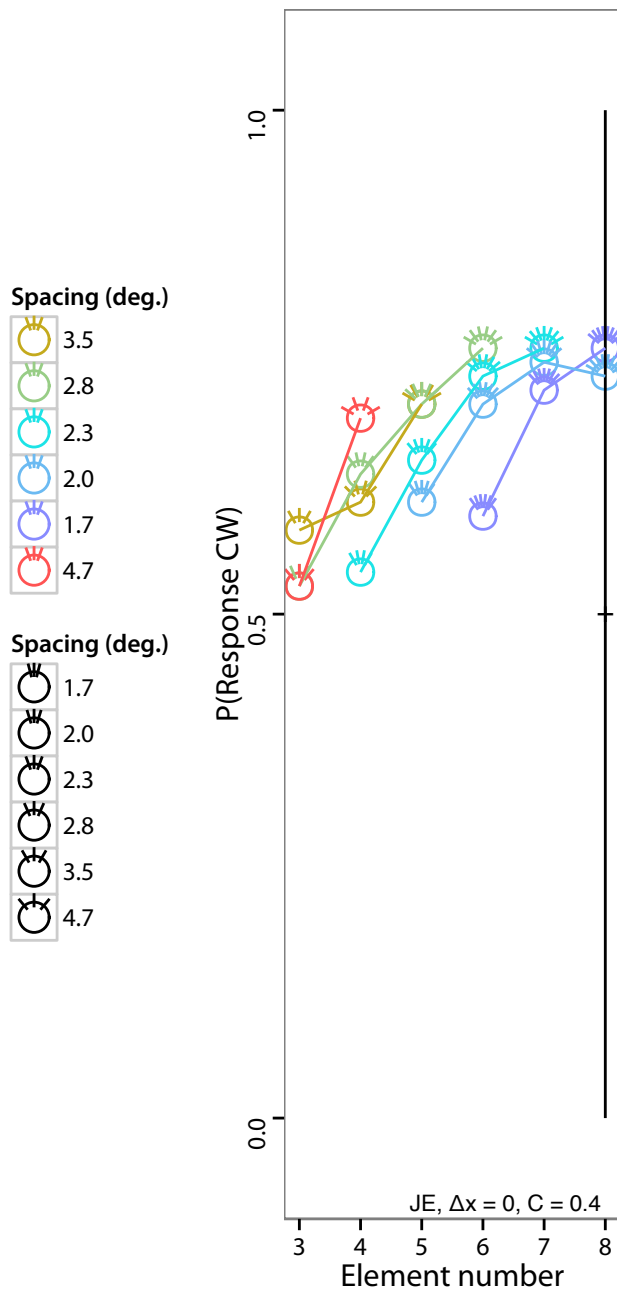 Spacing (deg.)
3.5
2.8
2.3
2.0
1.7
4.7
Spacing (deg.)
1.7
2.0
2.3
2.8
3.5
4.7
P(Response CW)
1.0
0.5
0.0
JE, Δx = 0, C = 0.4
3 4 5 6 7 8
Element number